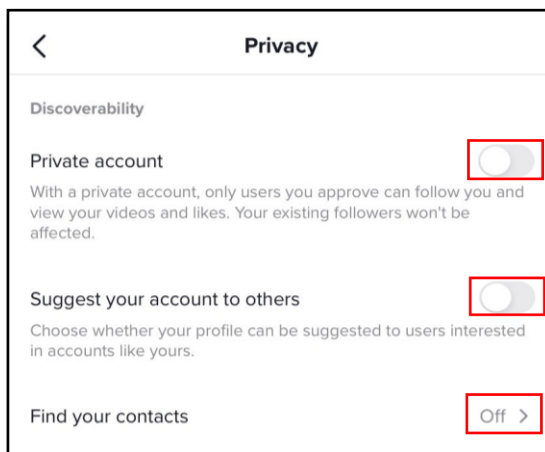 Privacy
Discoverability
Private account
With a private account, only users you approve can follow you and
view your videos and likes. Your existing followers won't be
affected.
Suggest your account to others
Choose whether your profile can be suggested to users interested
in accounts like yours.
Find your contacts Off